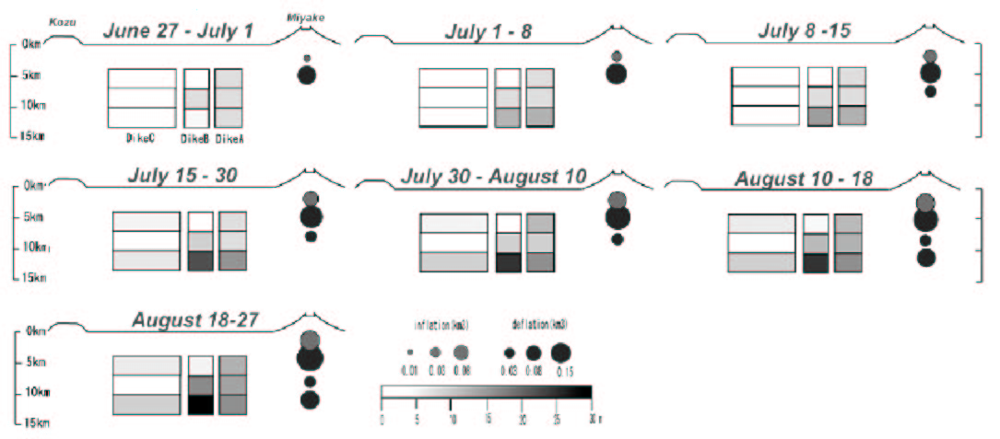 Kozu
Miyake
June 27 - July 1
July 1 - 8
July 8 -15
0km
5km
10km
15km
DikeC
DikeB
DikeA
July 15 - 30
July 30 - August 10
August 10 - 18
0km
5km
10km
15km
August 18-27
0km
5km
10km
15km
inflation(km3)
deflation(km3)
0.01
0.03
0.08
0.03
0.08
0.15
0
5
10
15
20
25
30 m